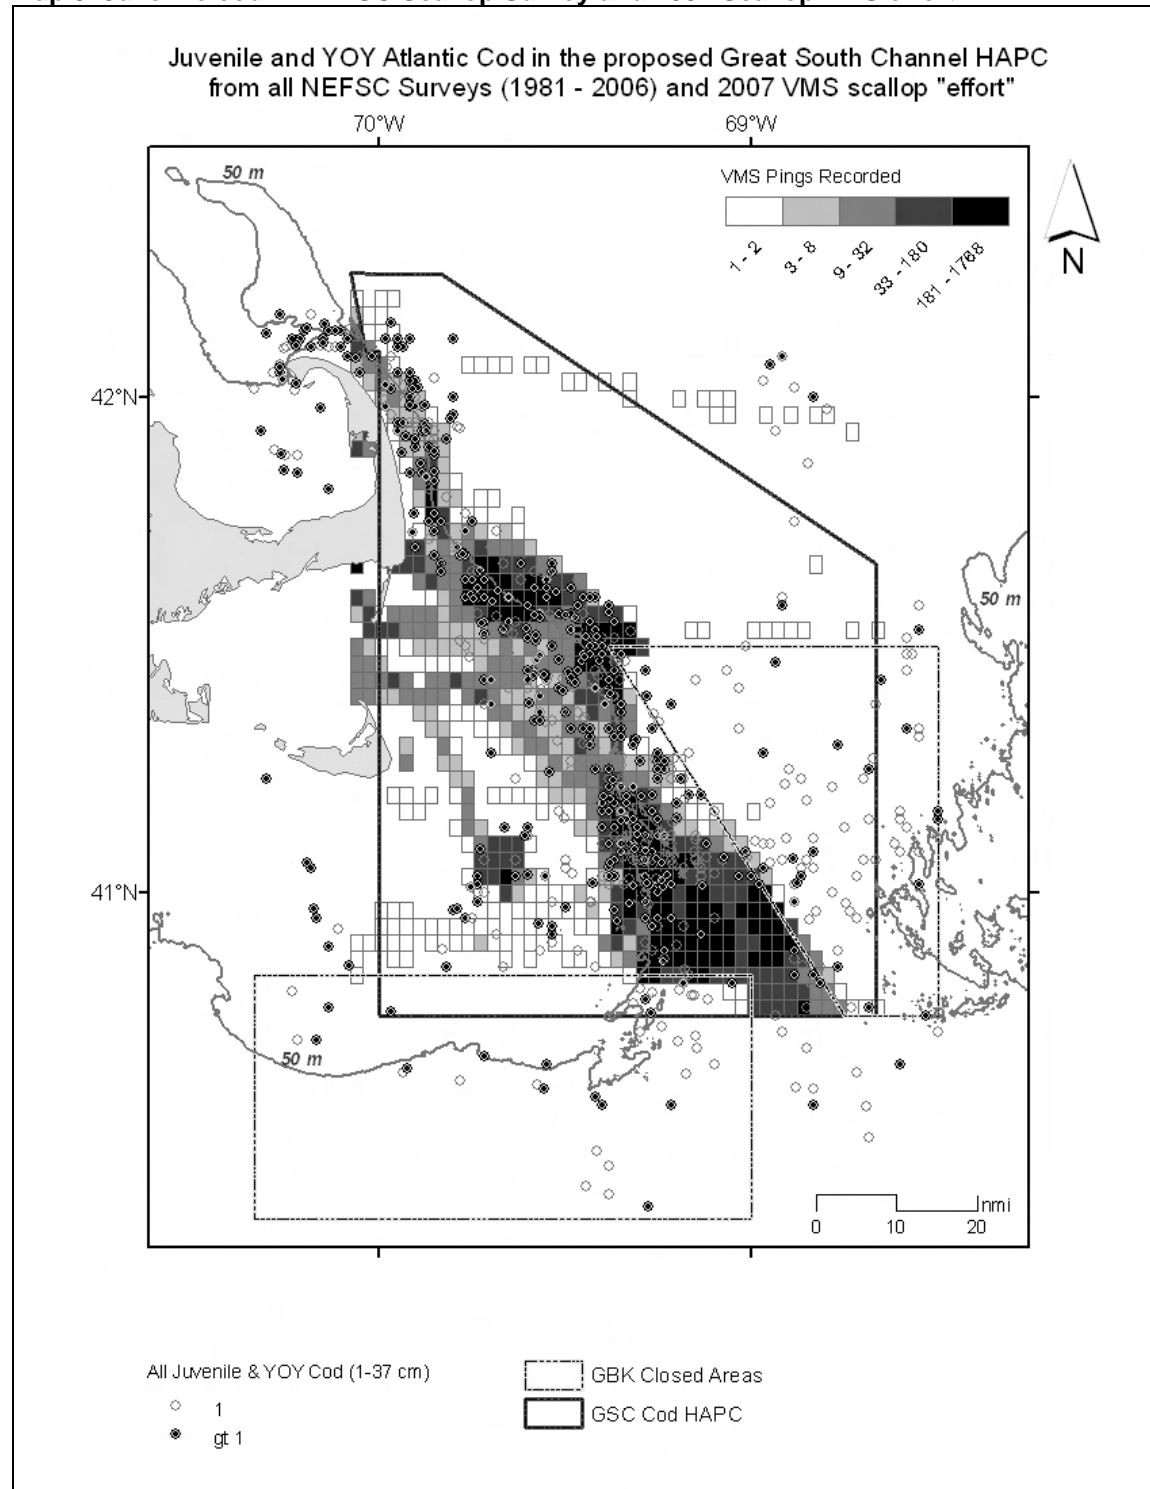 Juvenile and YOY Atlantic Cod in the proposed Great South Channel HAPC
from all NEFSC Surveys (1981 - 2006) and 2007 VMS scallop "effort"
70°W
69°W
50 m
VMS Pings Recorded
1 - 2
3 - 8
9 - 32
33 - 180
181 - 1768
N
42°N
50 m
41°N
50 m
nmi
0 10 20
All Juvenile & YOY Cod (1-37 cm)
1
gt 1
GBK Closed Areas
GSC Cod HAPC